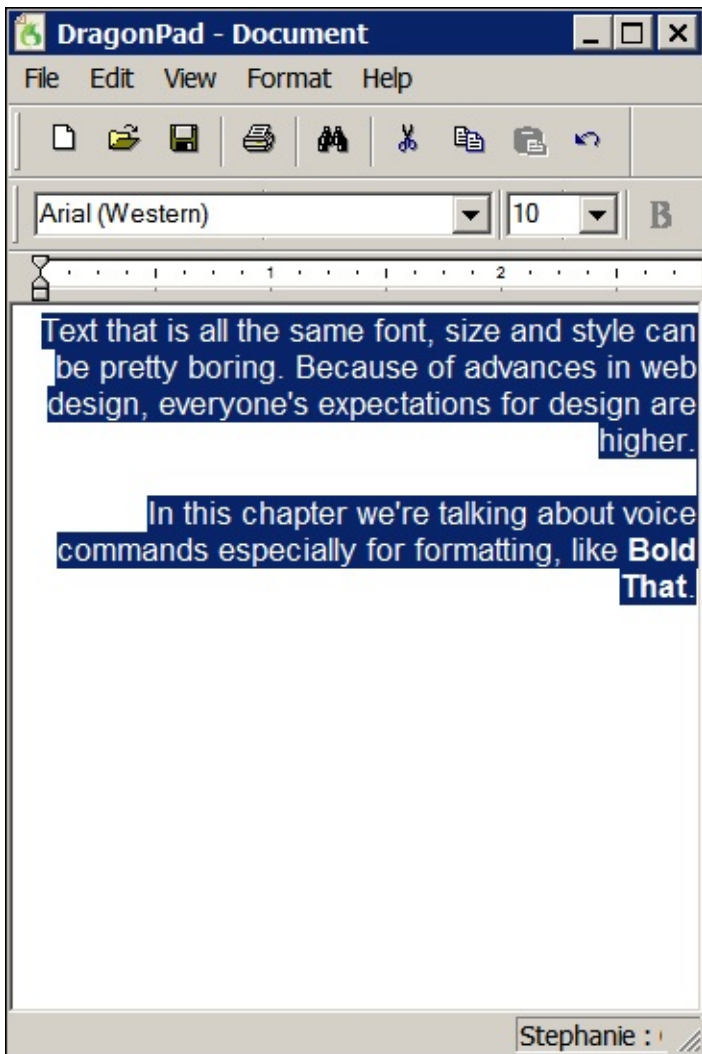 DragonPad - Document
File Edit View Format Help
Arial (Western) 10 B
1 2
Text that is all the same font, size and style can
be pretty boring. Because of advances in web
design, everyone's expectations for design are
higher.
In this chapter we're talking about voice
commands especially for formatting, like Bold
That.
Stephanie :